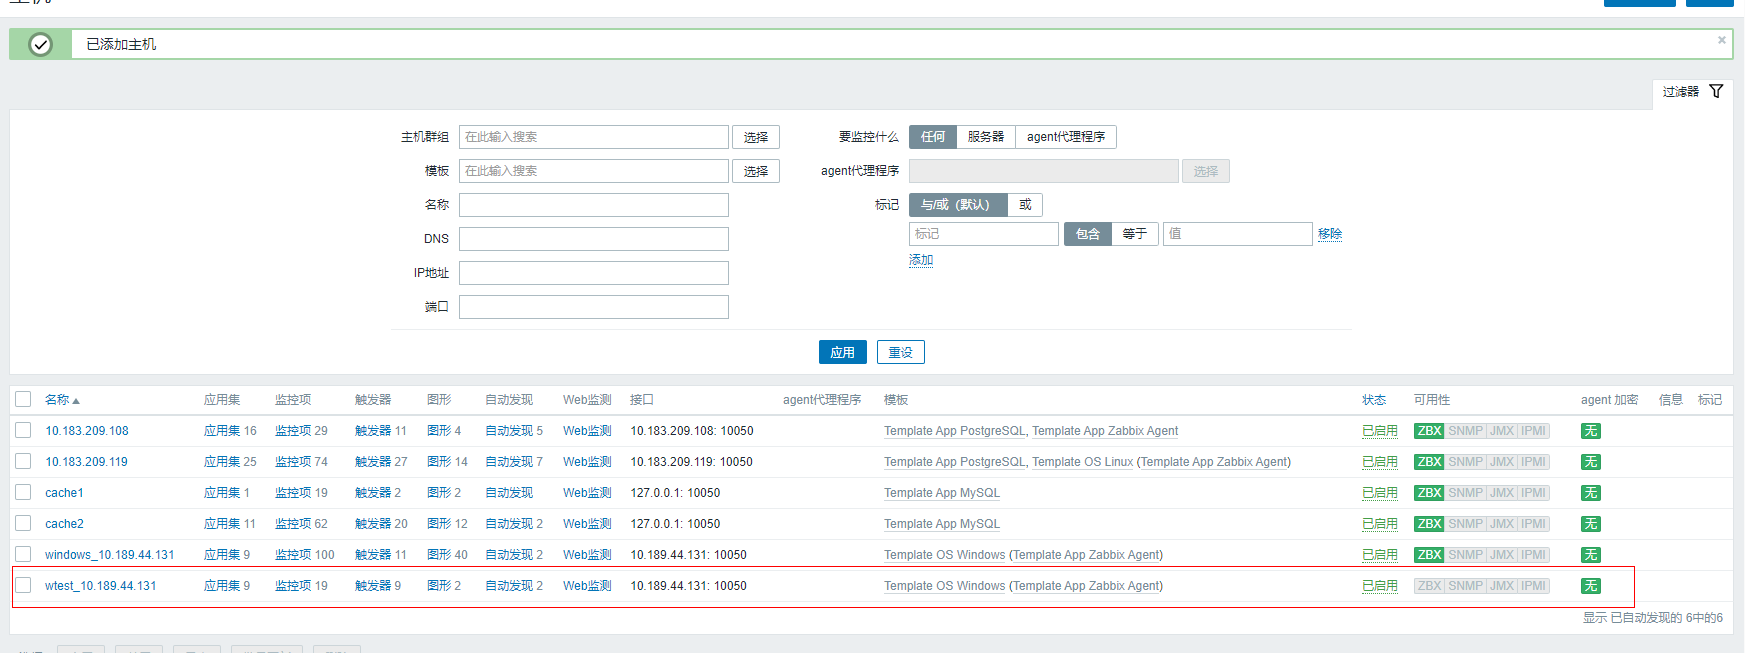 已添加主机
过滤器
主机群组 在此输入搜索 选择 要监控什么 任何 服务器 agent代理程序
模板 在此输入搜索 选择 agent代理程序 选择
名称 标记 与/或（默认） 或
标记 包含 等于 值 移除
DNS
添加
IP地址
端口
应用 重设
名称 应用集 监控项 触发器 图形 自动发现 Web监测 接口 agent代理程序 模板 状态 可用性 agent 加密 信息 标记
10.183.209.108 应用集 16 监控项 29 触发器 11 图形 4 自动发现 5 Web监测 10.183.209.108: 10050 Template App PostgreSQL, Template App Zabbix Agent 已启用 ZBX SNMP JMX IPMI 无
10.183.209.119 应用集 25 监控项 74 触发器 27 图形 14 自动发现 7 Web监测 10.183.209.119: 10050 Template App PostgreSQL, Template OS Linux (Template App Zabbix Agent) 已启用 ZBX SNMP JMX IPMI 无
cache1 应用集 1 监控项 19 触发器 2 图形 2 自动发现 Web监测 127.0.0.1: 10050 Template App MySQL 已启用 ZBX SNMP JMX IPMI 无
cache2 应用集 11 监控项 62 触发器 20 图形 12 自动发现 2 Web监测 127.0.0.1: 10050 Template App MySQL 已启用 ZBX SNMP JMX IPMI 无
windows_10.189.44.131 应用集 9 监控项 100 触发器 11 图形 40 自动发现 2 Web监测 10.189.44.131: 10050 Template OS Windows (Template App Zabbix Agent) 已启用 ZBX SNMP JMX IPMI 无
wtest_10.189.44.131 应用集 9 监控项 19 触发器 9 图形 2 自动发现 2 Web监测 10.189.44.131: 10050 Template OS Windows (Template App Zabbix Agent) 已启用 ZBX SNMP JMX IPMI 无
显示 已自动发现的 6中的6